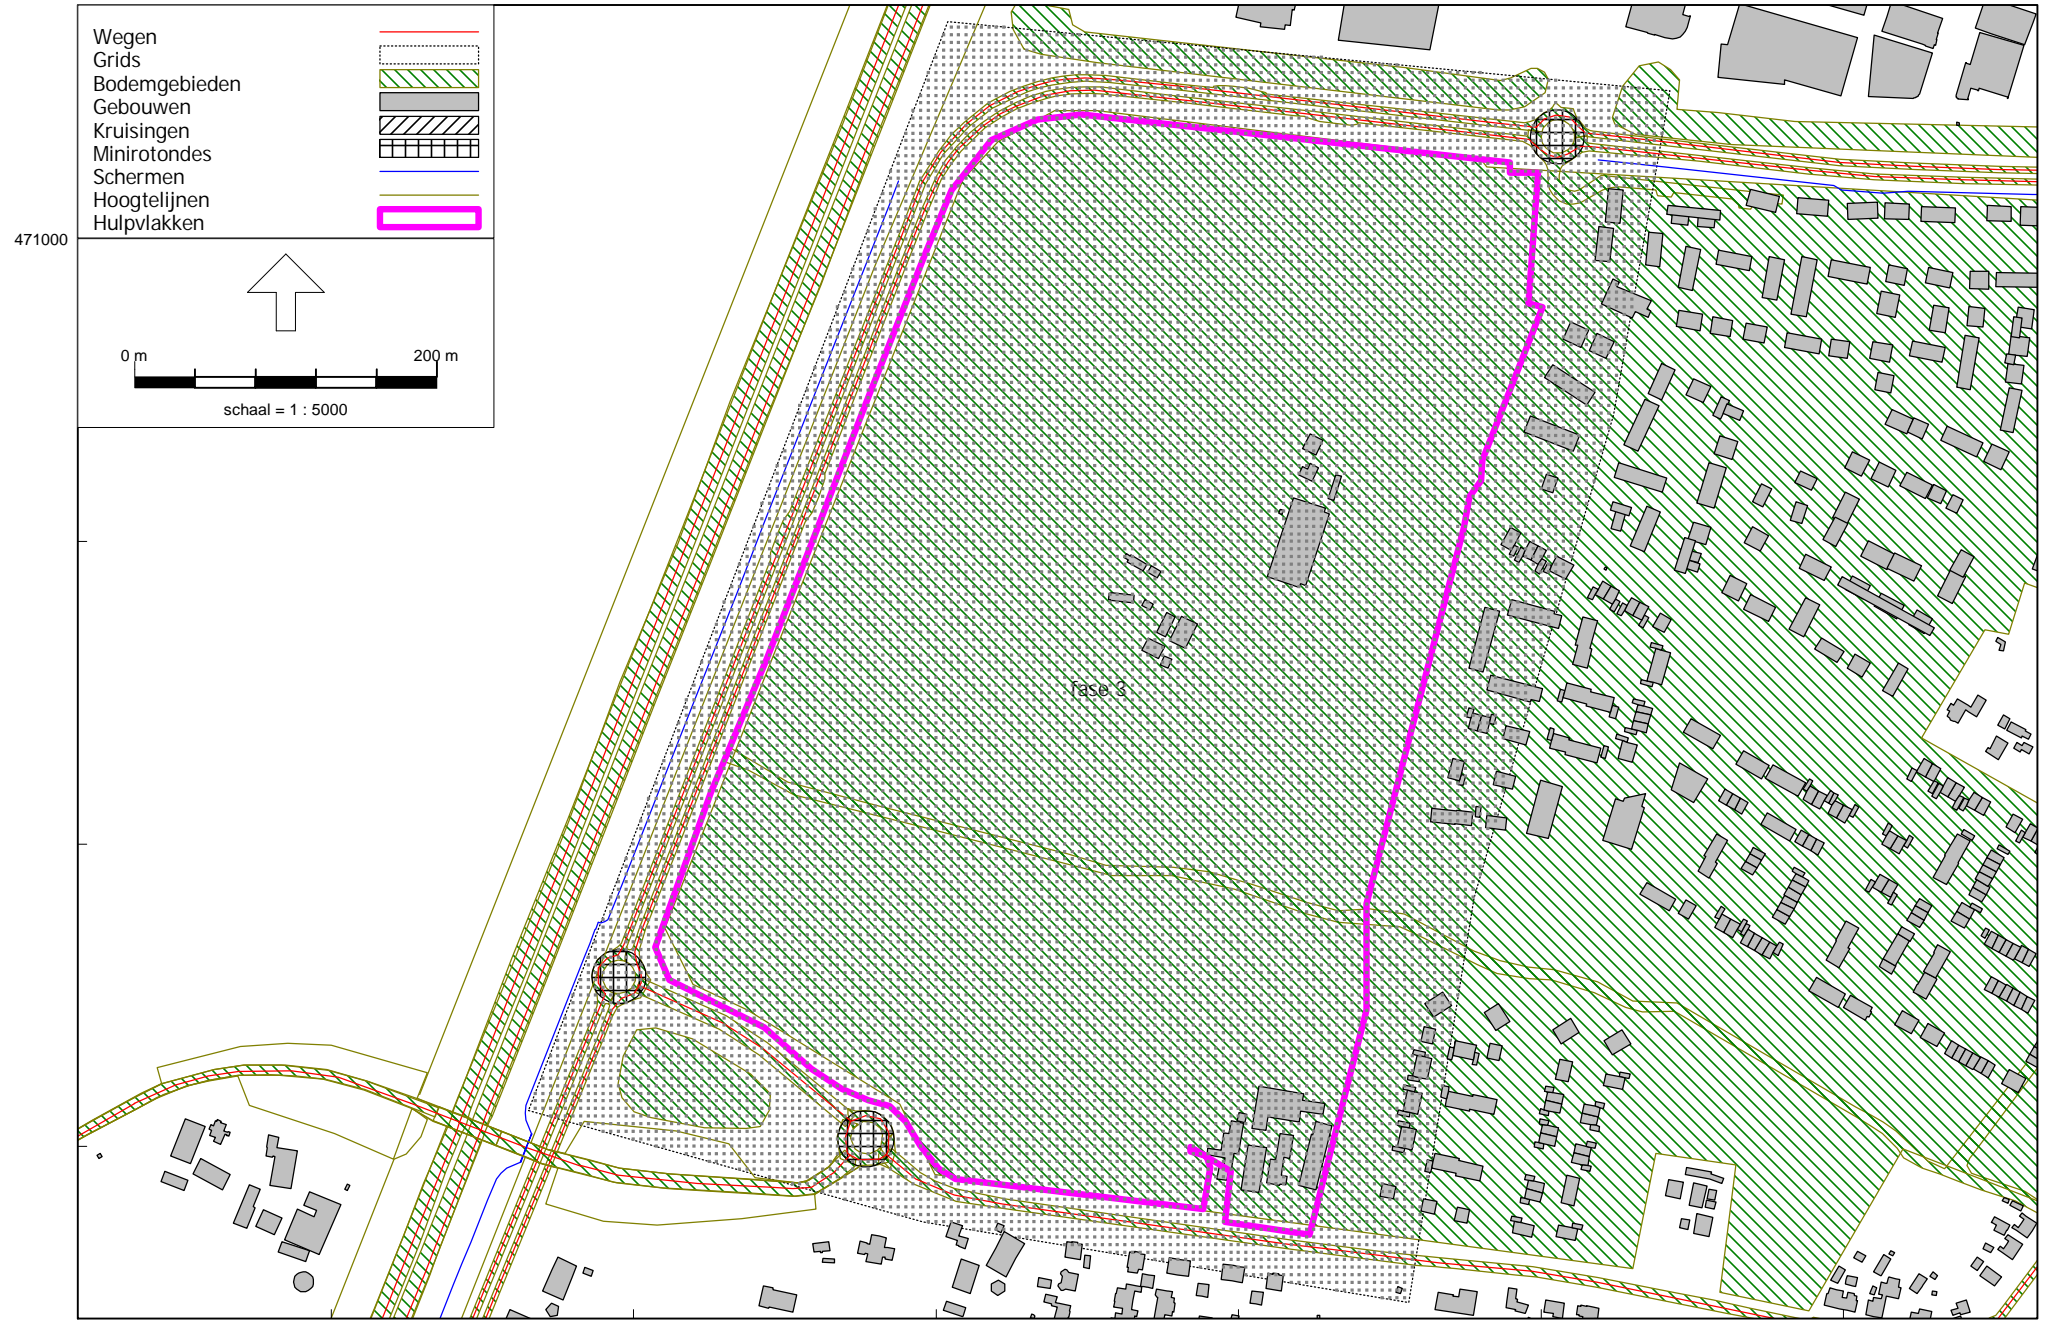 Wegen
Grids
Bodemgebieden
Gebouwen
Kruisingen
Minirotondes
Schermen
Hoogtelijnen
Hulpvlakken
471000
0 m 200 m
schaal = 1 : 5000
fase 3